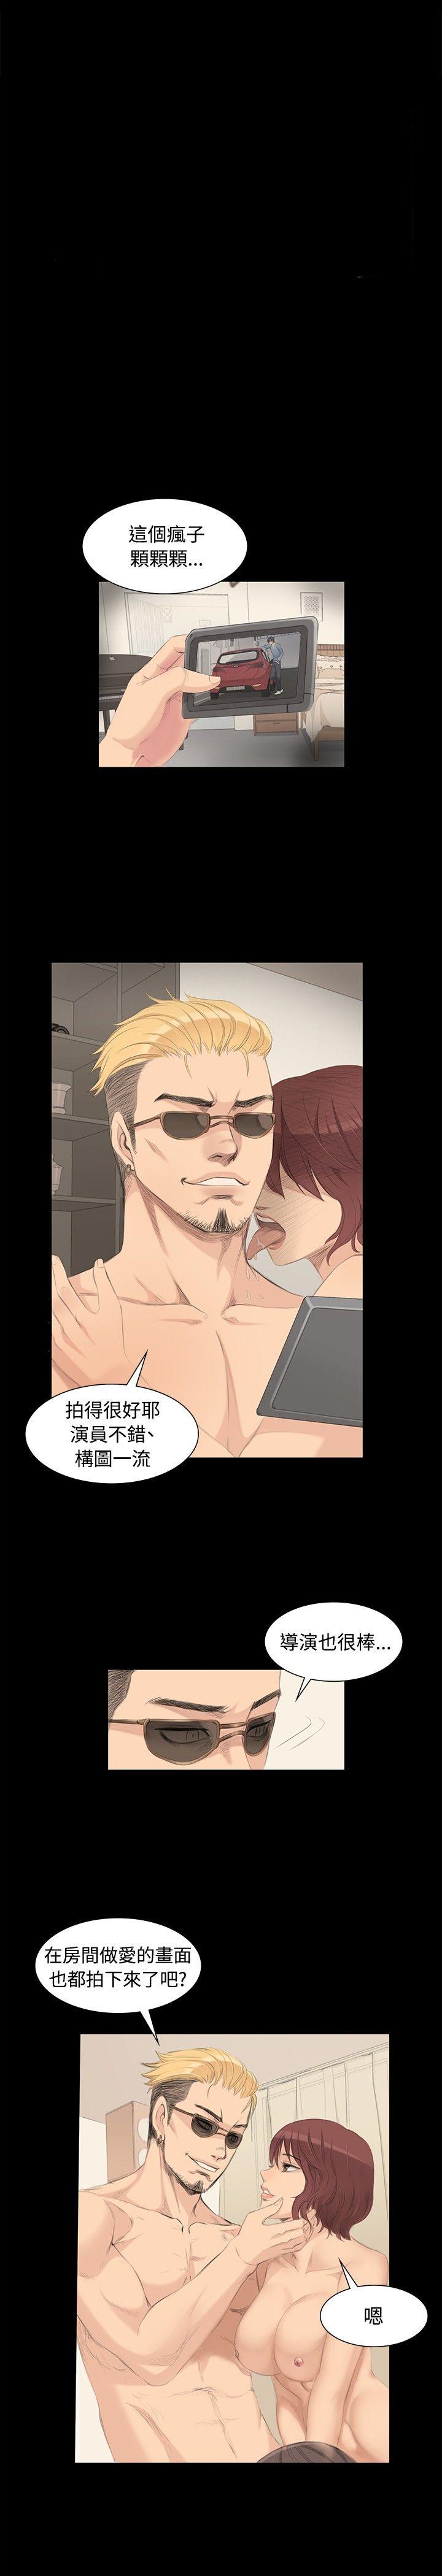 這個瘋子
顆顆顆...
拍得很好耶
演員不錯、
構圖一流
導演也很棒...
在房間做愛的畫面
也都拍下來了吧?
嗯